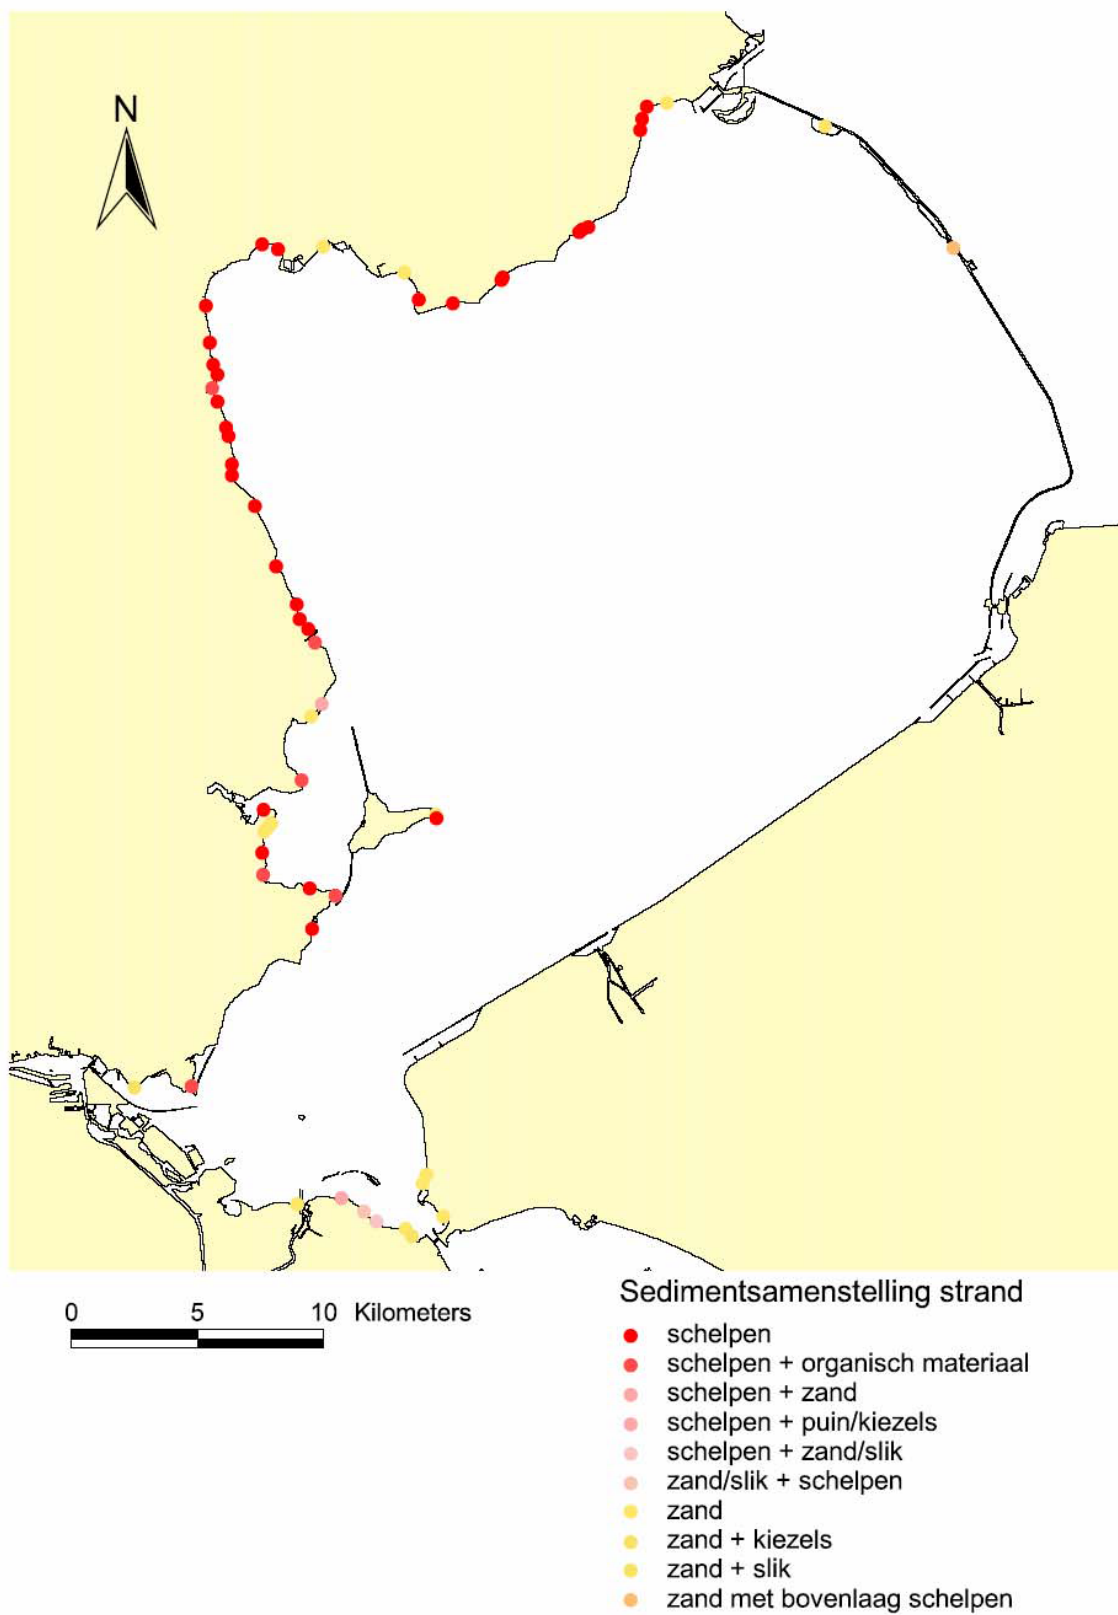 N
0 5 10 Kilometers
Sedimentsamenstelling strand
schelpen
schelpen + organisch materiaal
schelpen + zand
schelpen + puin/kiezels
schelpen + zand/slik
zand/slik + schelpen
zand
zand + kiezels
zand + slik
zand met bovenlaag schelpen